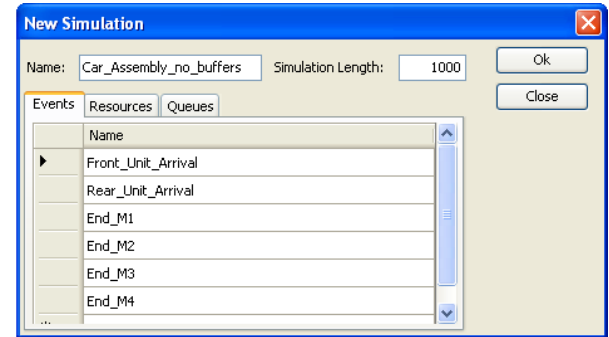 New Simulation
Name: Car_Assembly_no_buffers Simulation Length: 1000 Ok
Close
Events Resources Queues
Name
Front_Unit_Arrival
Rear_Unit_Arrival
End_M1
End_M2
End_M3
End_M4